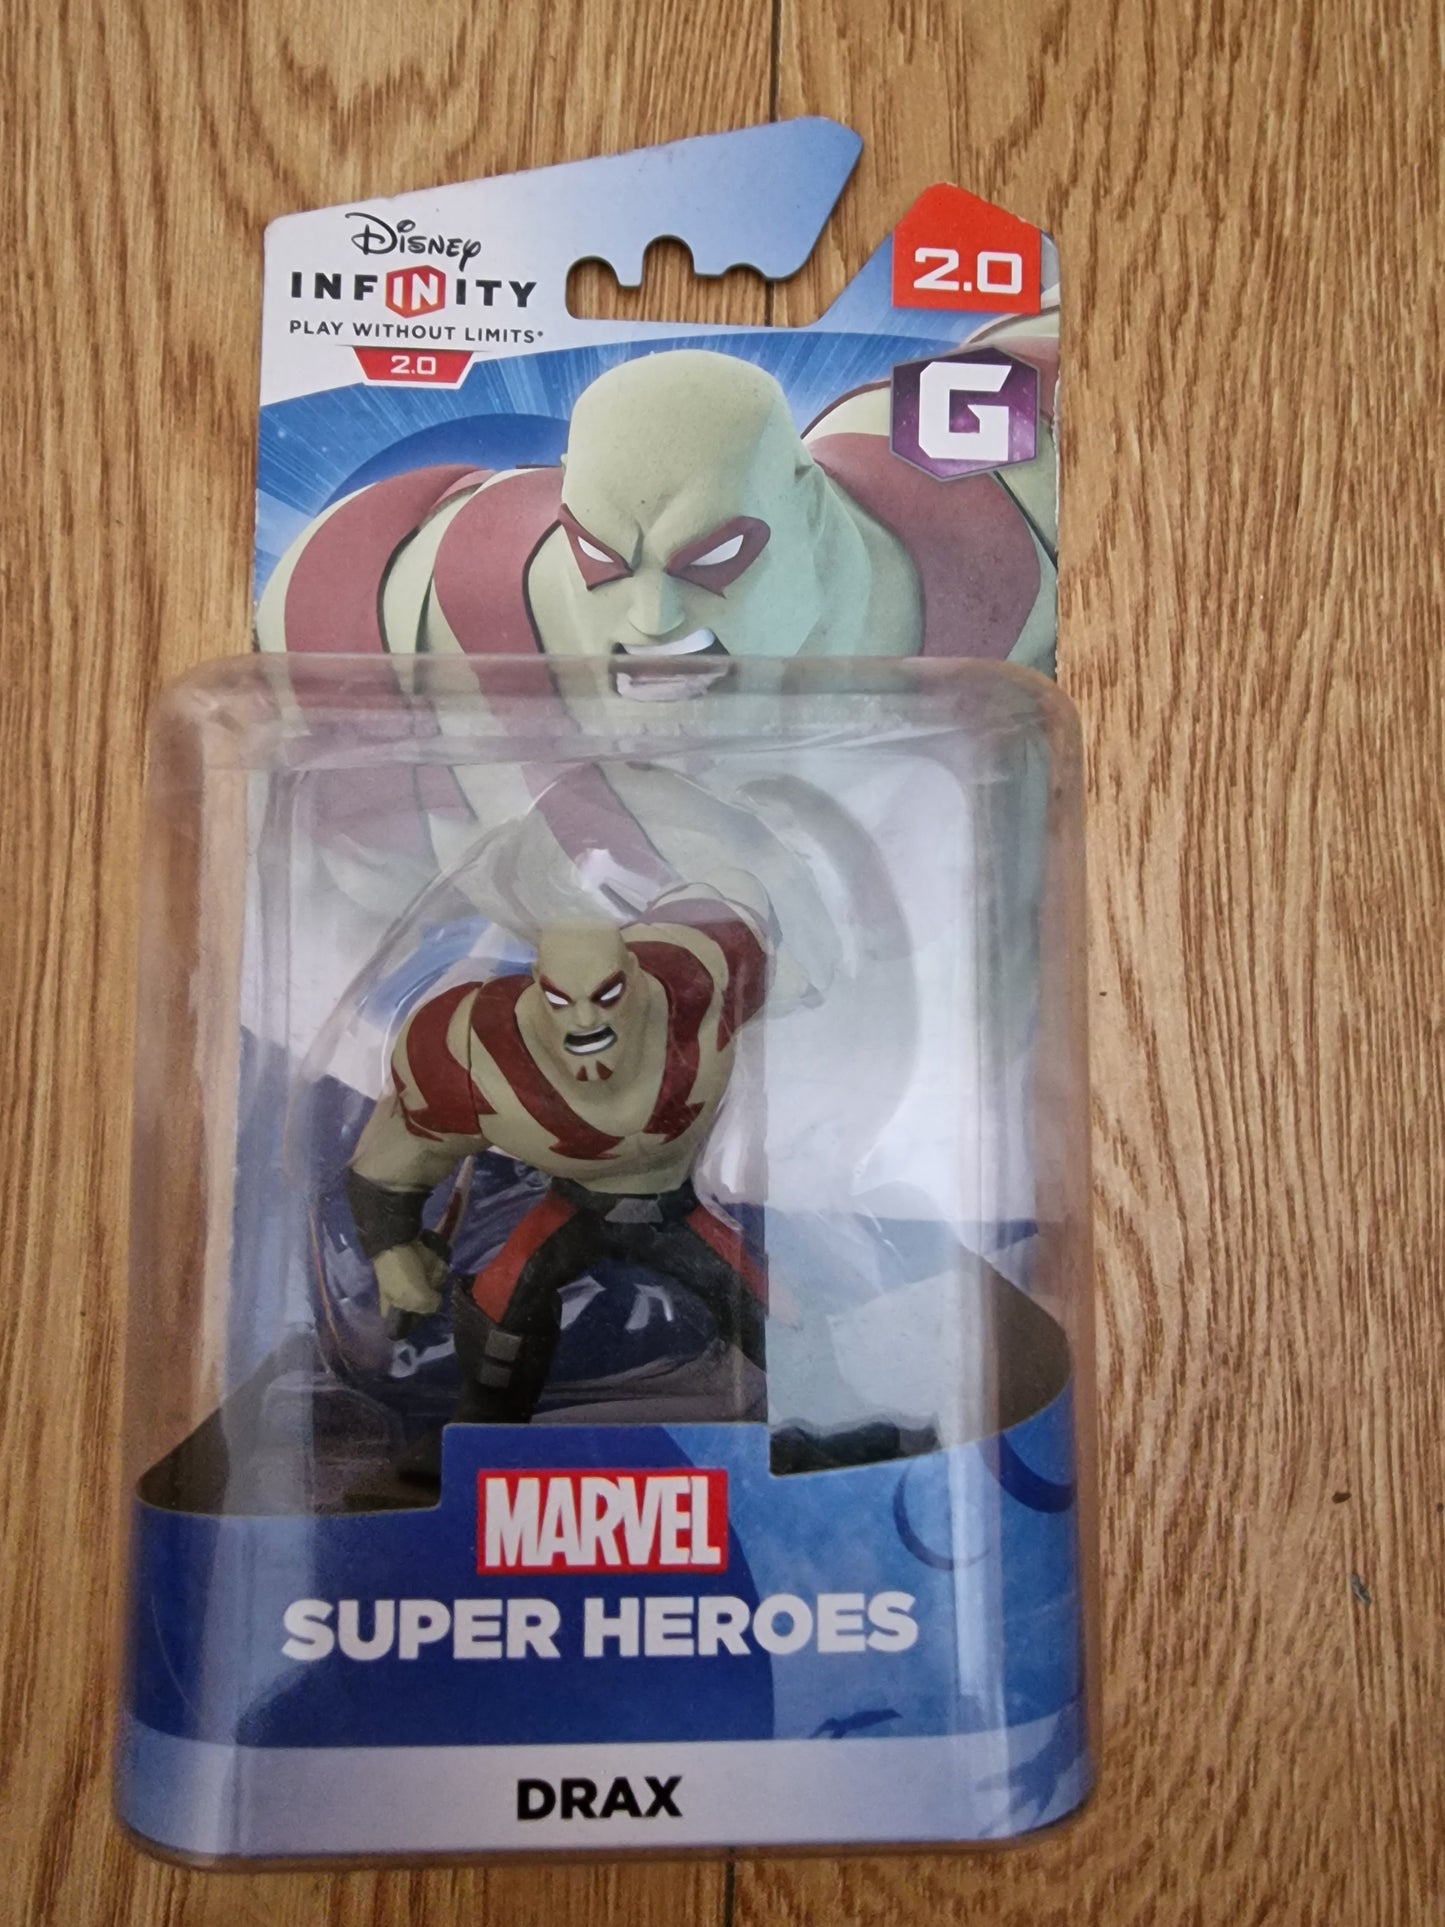 Disney
INFINITY
PLAY WITHOUT LIMITS
2.0
2.0
G
MARVEL
SUPER HEROES
DRAX